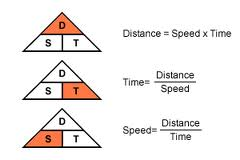 D
S T
Distance = Speed x Time
D
S T
Time= Distance
Speed
D
S T
Speed= Distance
Time